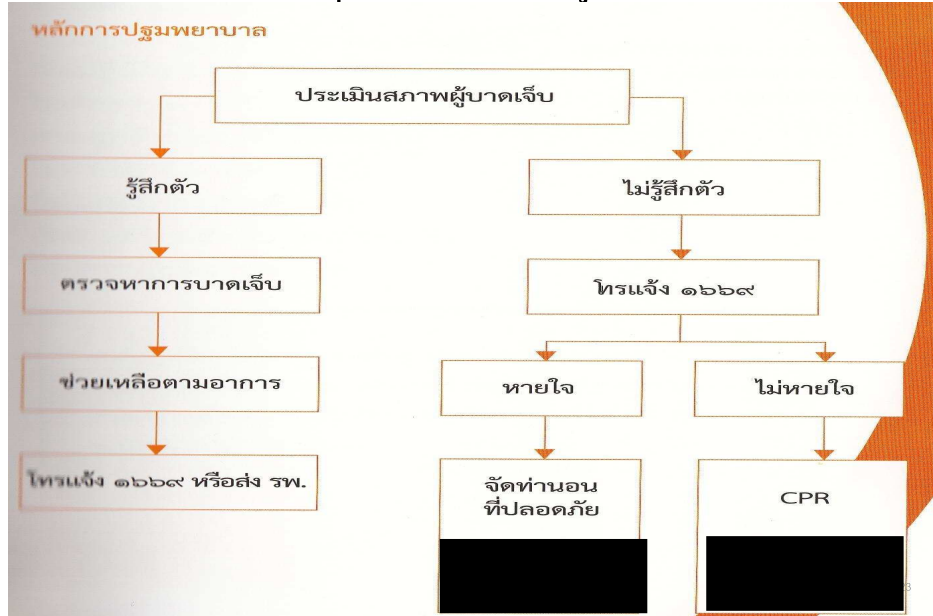 หลักการปฐมพยาบาล
ประเมินสภาพผู้บาดเจ็บ
รู้สึกตัว
ไม่รู้สึกตัว
ตรวจหาการบาดเจ็บ
โทรแจ้ง ๑๖๖๙
ช่วยเหลือตามอาการ
หายใจ
ไม่หายใจ
โทรแจ้ง ๑๖๖๙ หรือส่ง รพ.
จัดท่านอน
ที่ปลอดภัย
CPR